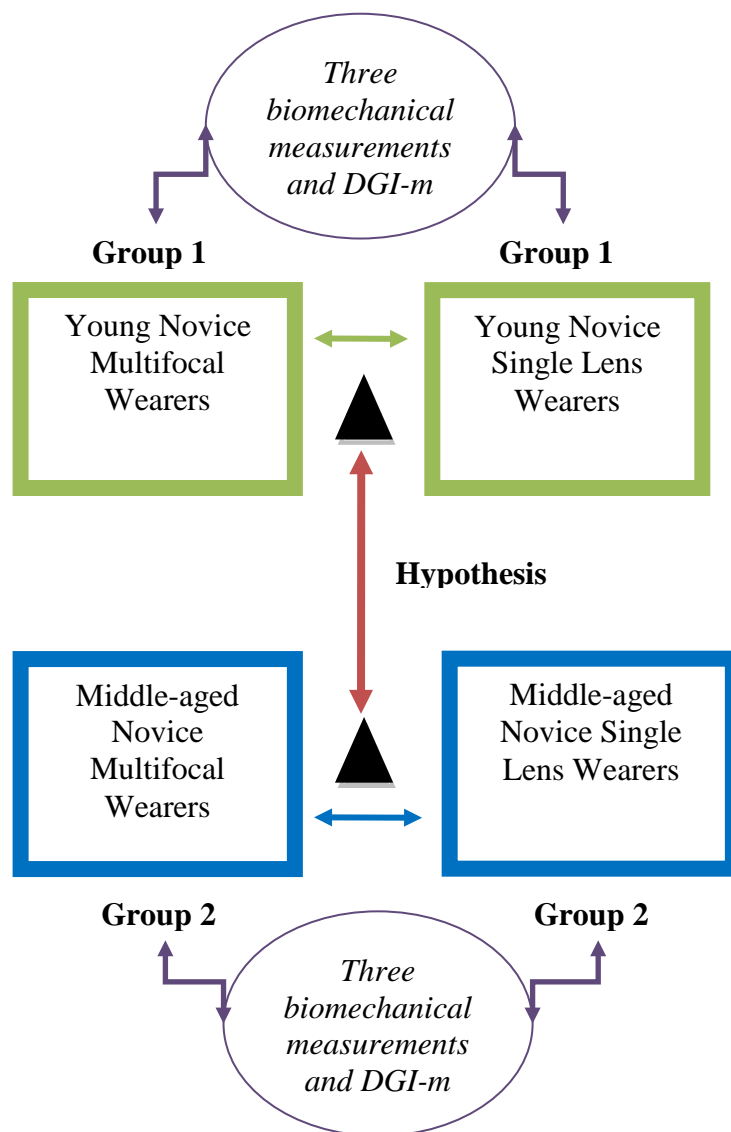 Three
biomechanical
measurements
and DGI-m
Group 1
Group 1
Young Novice
Multifocal
Wearers
Young Novice
Single Lens
Wearers
Hypothesis
Middle-aged
Novice
Multifocal
Wearers
Middle-aged
Novice Single
Lens Wearers
Group 2
Group 2
Three
biomechanical
measurements
and DGI-m